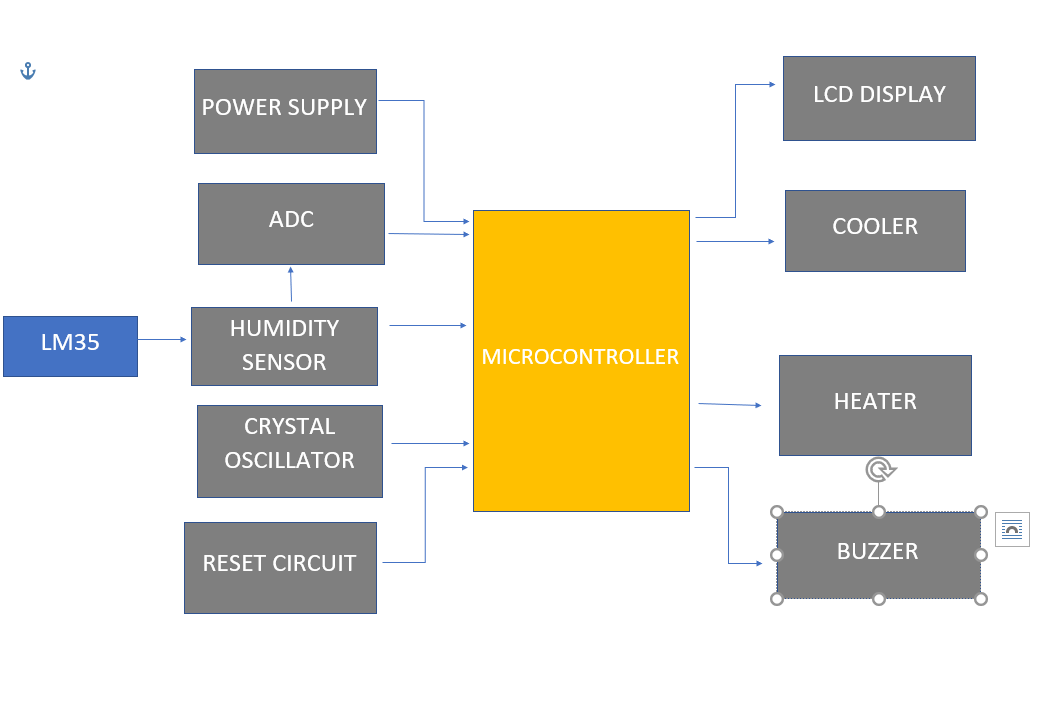 POWER SUPPLY
LCD DISPLAY
ADC
COOLER
LM35
HUMIDITY
SENSOR
MICROCONTROLLER
HEATER
CRYSTAL
OSCILLATOR
RESET CIRCUIT
BUZZER